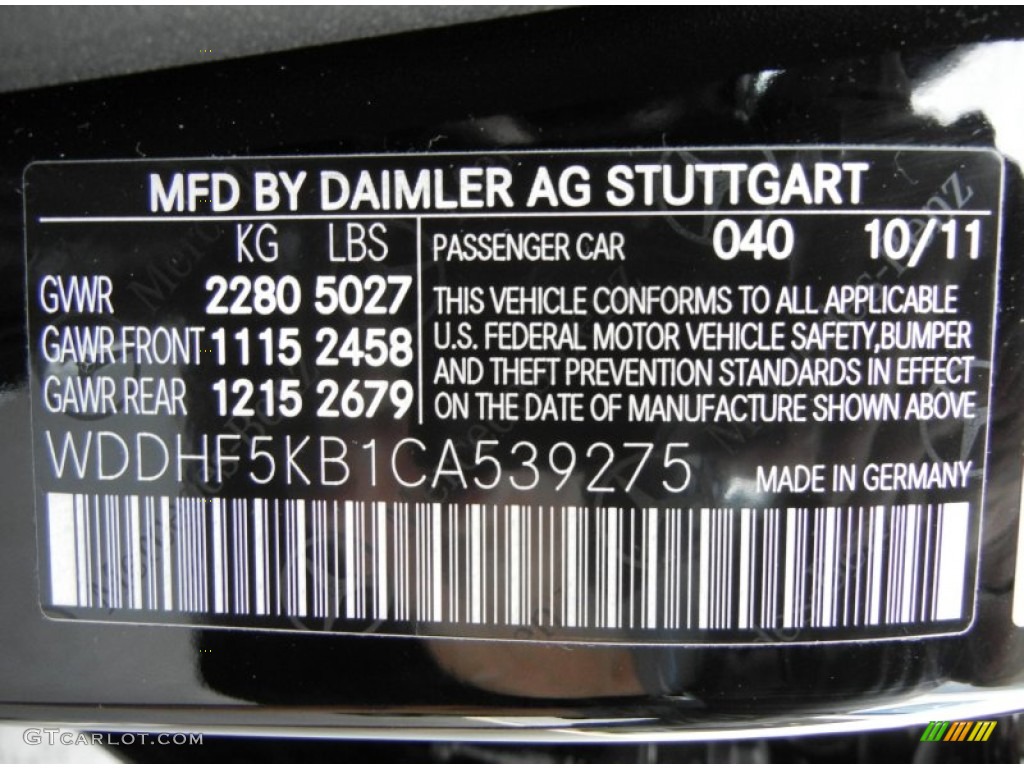 MFD BY DAIMLER AG STUTTGART
KG LBS
GVWR 2280 5027
GAWR FRONT 1115 2458
GAWR REAR 1215 2679
PASSENGER CAR 040 10/11
THIS VEHICLE CONFORMS TO ALL APPLICABLE
U.S. FEDERAL MOTOR VEHICLE SAFETY,BUMPER
AND THEFT PREVENTION STANDARDS IN EFFECT
ON THE DATE OF MANUFACTURE SHOWN ABOVE
WDDHF5KB1CA539275
MADE IN GERMANY
GTCARLOT.COM